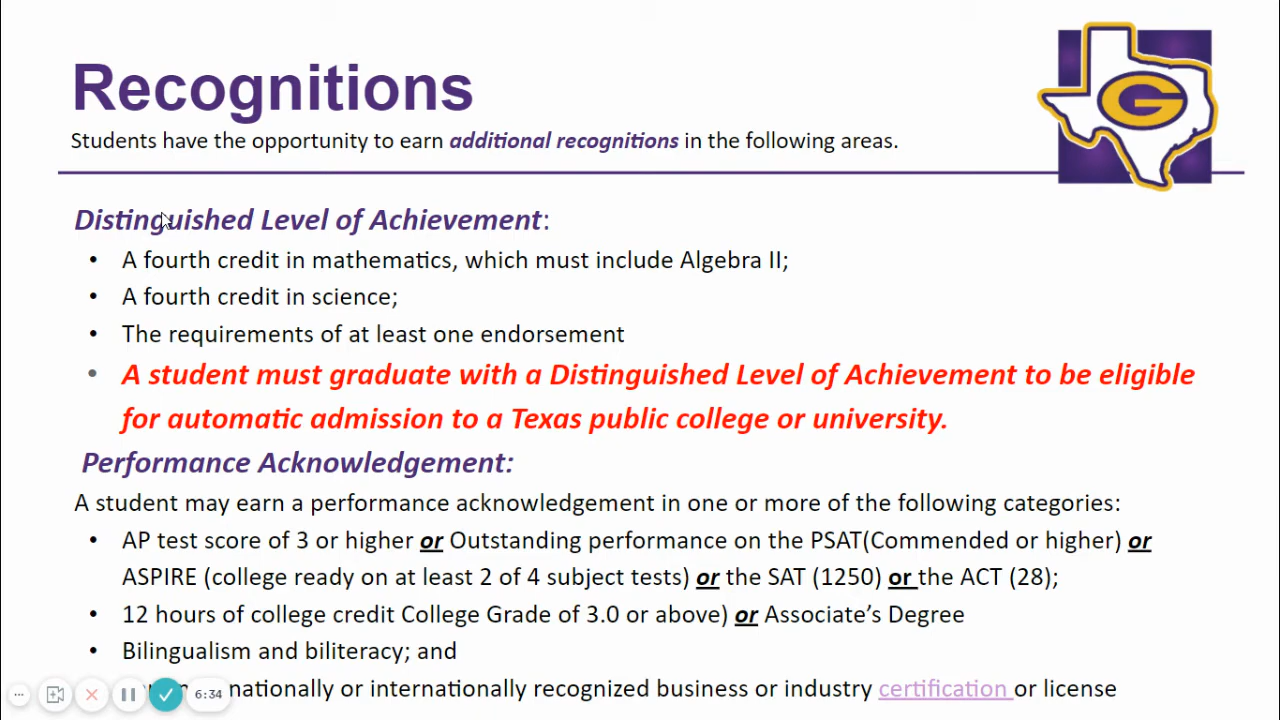 Recognitions
Students have the opportunity to earn additional recognitions in the following areas.
G
Distinguished Level of Achievement:
• A fourth credit in mathematics, which must include Algebra II;
• A fourth credit in science;
• The requirements of at least one endorsement
• A student must graduate with a Distinguished Level of Achievement to be eligible
for automatic admission to a Texas public college or university.
Performance Acknowledgement:
A student may earn a performance acknowledgement in one or more of the following categories:
• AP test score of 3 or higher or Outstanding performance on the PSAT(Commended or higher) or
ASPIRE (college ready on at least 2 of 4 subject tests) or the SAT (1250) or the ACT (28);
• 12 hours of college credit College Grade of 3.0 or above) or Associate's Degree
• Bilingualism and biliteracy; and
nationally or internationally recognized business or industry certification or license
6:34